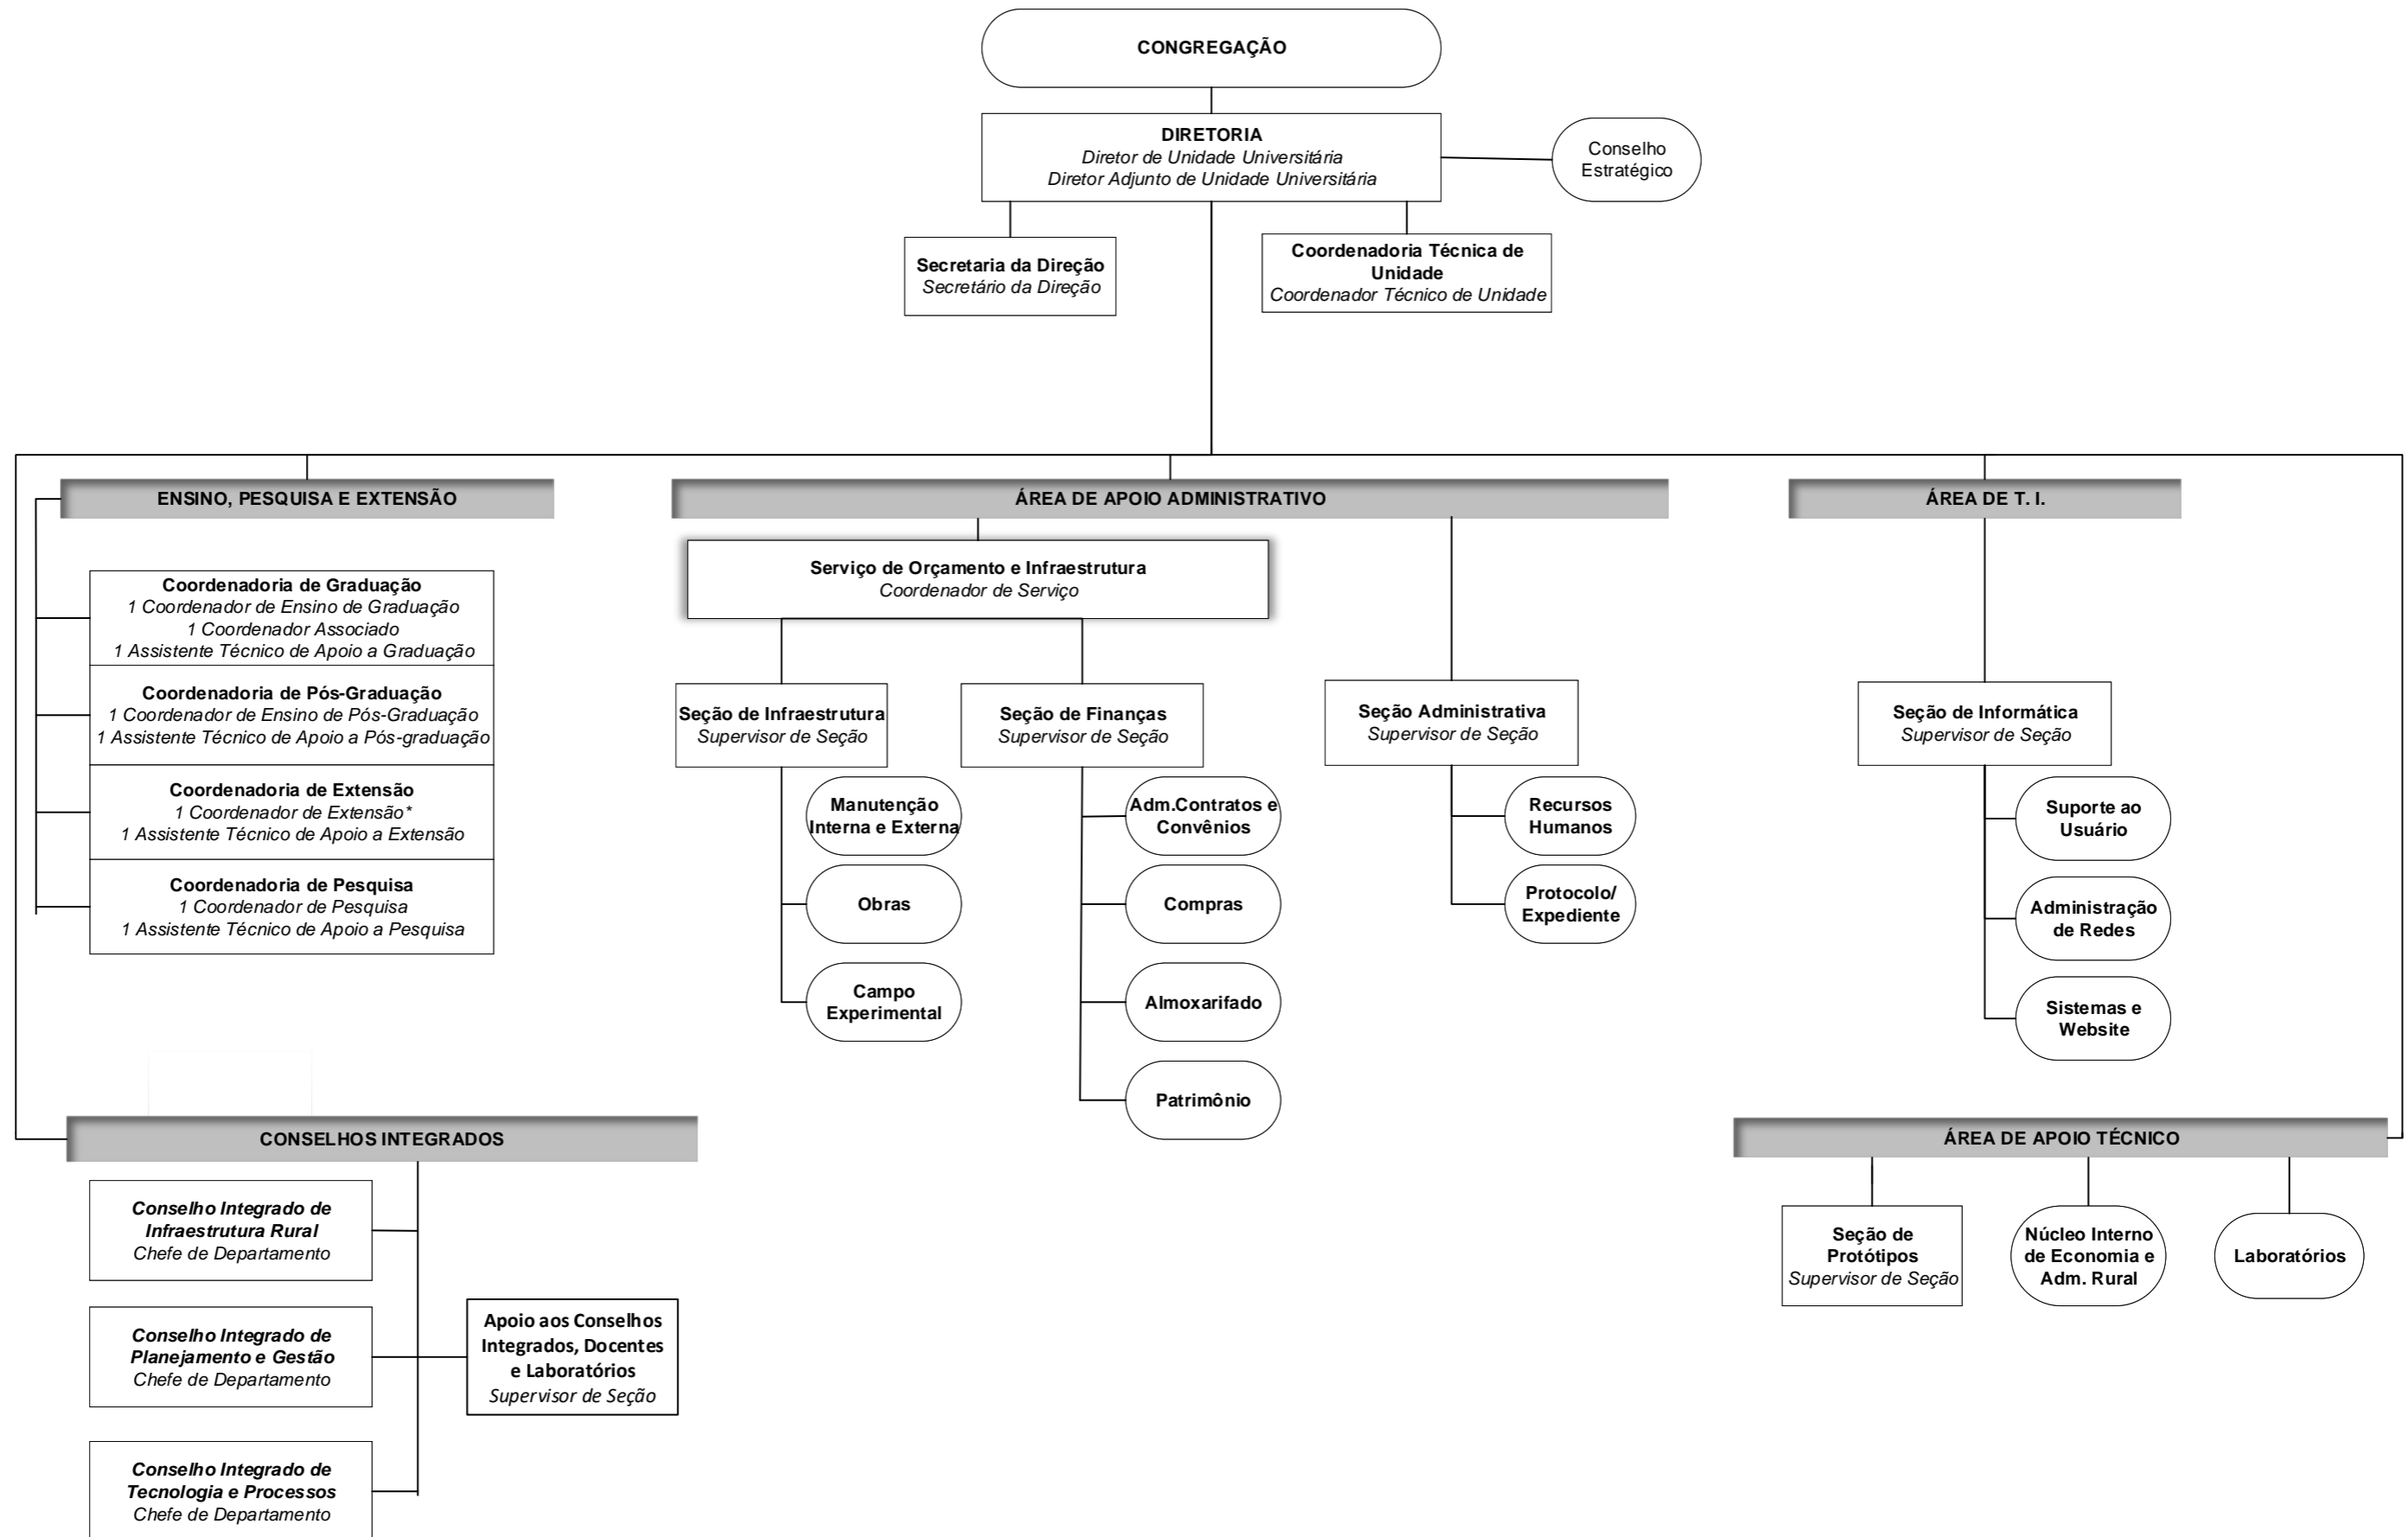 CONGREGAÇÃO
DIRETORIA
Diretor de Unidade Universitária
Diretor Adjunto de Unidade Universitária
Conselho
Estratégico
Secretaria da Direção
Secretário da Direção
Coordenadoria Técnica de
Unidade
Coordenador Técnico de Unidade
ENSINO, PESQUISA E EXTENSÃO
Coordenadoria de Graduação
1 Coordenador de Ensino de Graduação
1 Coordenador Associado
1 Assistente Técnico de Apoio a Graduação
Coordenadoria de Pós-Graduação
1 Coordenador de Ensino de Pós-Graduação
1 Assistente Técnico de Apoio a Pós-graduação
Coordenadoria de Extensão
1 Coordenador de Extensão*
1 Assistente Técnico de Apoio a Extensão
Coordenadoria de Pesquisa
1 Coordenador de Pesquisa
1 Assistente Técnico de Apoio a Pesquisa
ÁREA DE APOIO ADMINISTRATIVO
Serviço de Orçamento e Infraestrutura
Coordenador de Serviço
Seção de Infraestrutura
Supervisor de Seção
Manutenção
Interna e Externa
Obras
Campo
Experimental
Seção de Finanças
Supervisor de Seção
Adm.Contratos e
Convênios
Compras
Almoxarifado
Patrimônio
Seção Administrativa
Supervisor de Seção
Recursos
Humanos
Protocolo/
Expediente
ÁREA DE T. I.
Seção de Informática
Supervisor de Seção
Suporte ao
Usuário
Administração
de Redes
Sistemas e
Website
CONSELHOS INTEGRADOS
Conselho Integrado de
Infraestrutura Rural
Chefe de Departamento
Conselho Integrado de
Planejamento e Gestão
Chefe de Departamento
Conselho Integrado de
Tecnologia e Processos
Chefe de Departamento
Apoio aos Conselhos
Integrados, Docentes
e Laboratórios
Supervisor de Seção
ÁREA DE APOIO TÉCNICO
Seção de
Protótipos
Supervisor de Seção
Núcleo Interno
de Economia e
Adm. Rural
Laboratórios